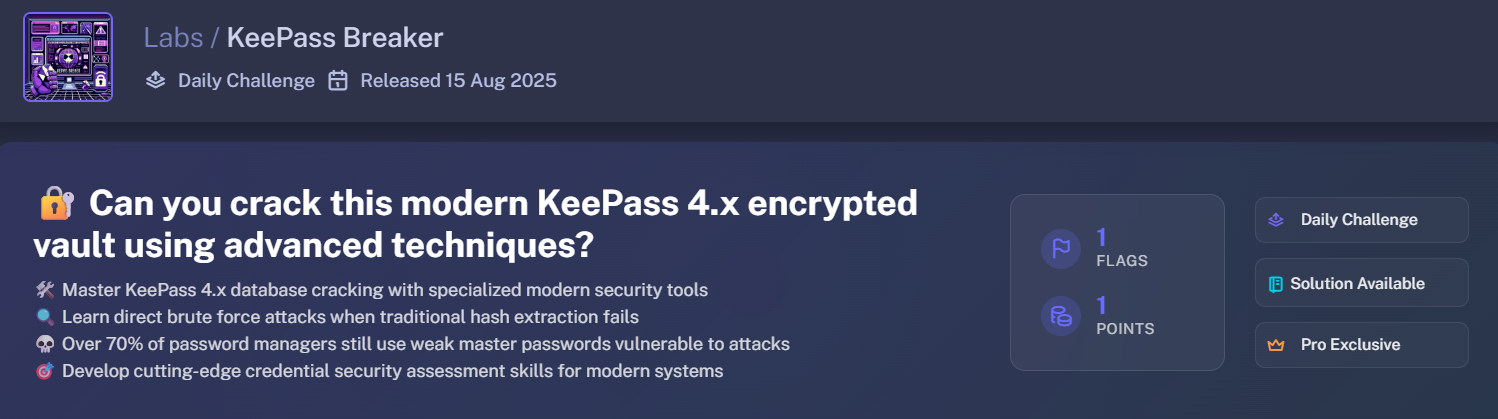 Labs / KeePass Breaker
Daily Challenge Released 15 Aug 2025
🔐 Can you crack this modern KeePass 4.x encrypted
vault using advanced techniques?
🛠️ Master KeePass 4.x database cracking with specialized modern security tools
🔍 Learn direct brute force attacks when traditional hash extraction fails
💀 Over 70% of password managers still use weak master passwords vulnerable to attacks
🎯 Develop cutting-edge credential security assessment skills for modern systems
1
FLAGS
1
POINTS
Daily Challenge
Solution Available
Pro Exclusive